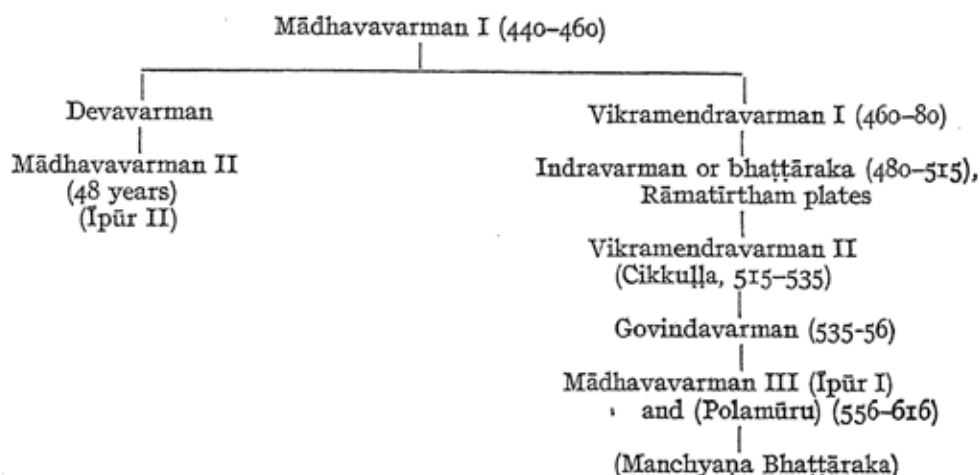 Mādhavavarman I (440–460)
Devavarman
Vikramendravarman I (460–80)
Mādhavavarman II
(48 years)
(Īpūr II)
Indravarman or bhaṭṭāraka (480–515),
Rāmatīrtham plates
Vikramendravarman II
(Cikkuḷḷa, 515–535)
Govindavarman (535-56)
Mādhavavarman III (Īpūr I)
and (Polamūru) (556–616)
(Manchyaṇa Bhaṭṭāraka)